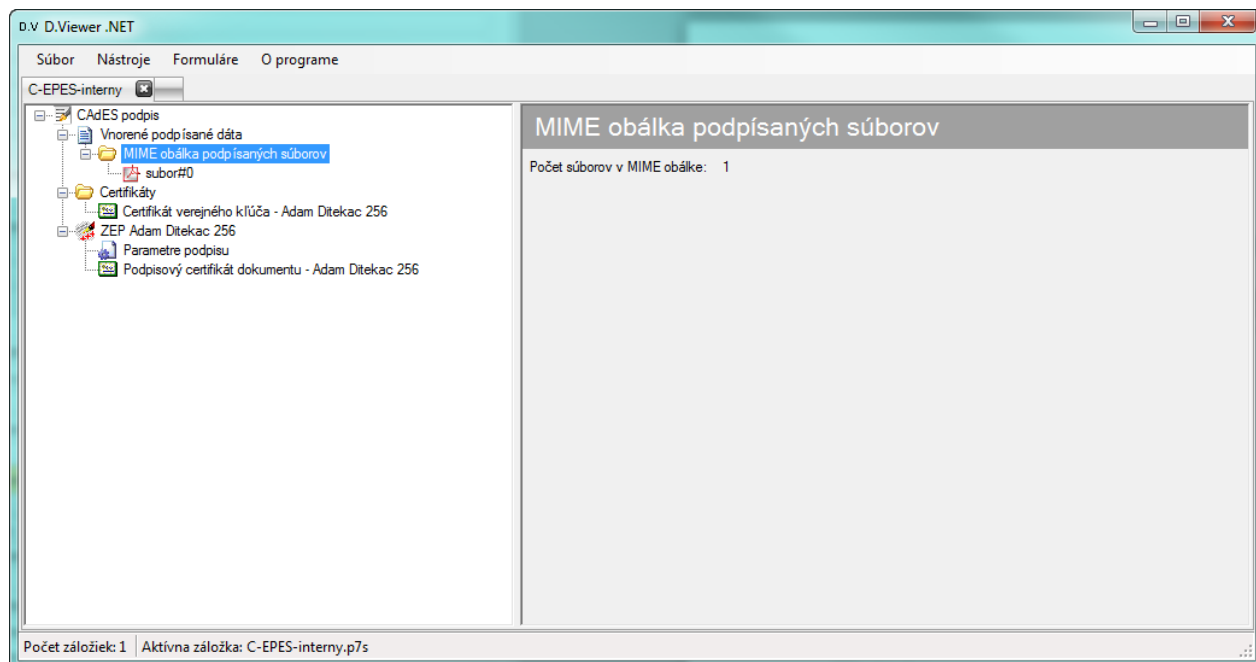 D.V D.Viewer .NET
Súbor Nástroje Formuláre O programe
C-EPES-interny
CAdES podpis
Vnorené podpísané dáta
MIME obálka podpísaných súborov
subor#0
Certifikáty
Certifikát verejného kľúča - Adam Ditekac 256
ZEP Adam Ditekac 256
Parametre podpisu
Podpisový certifikát dokumentu - Adam Ditekac 256
MIME obálka podpísaných súborov
Počet súborov v MIME obálke: 1
Počet záložiek: 1 Aktívna záložka: C-EPES-interny.p7s